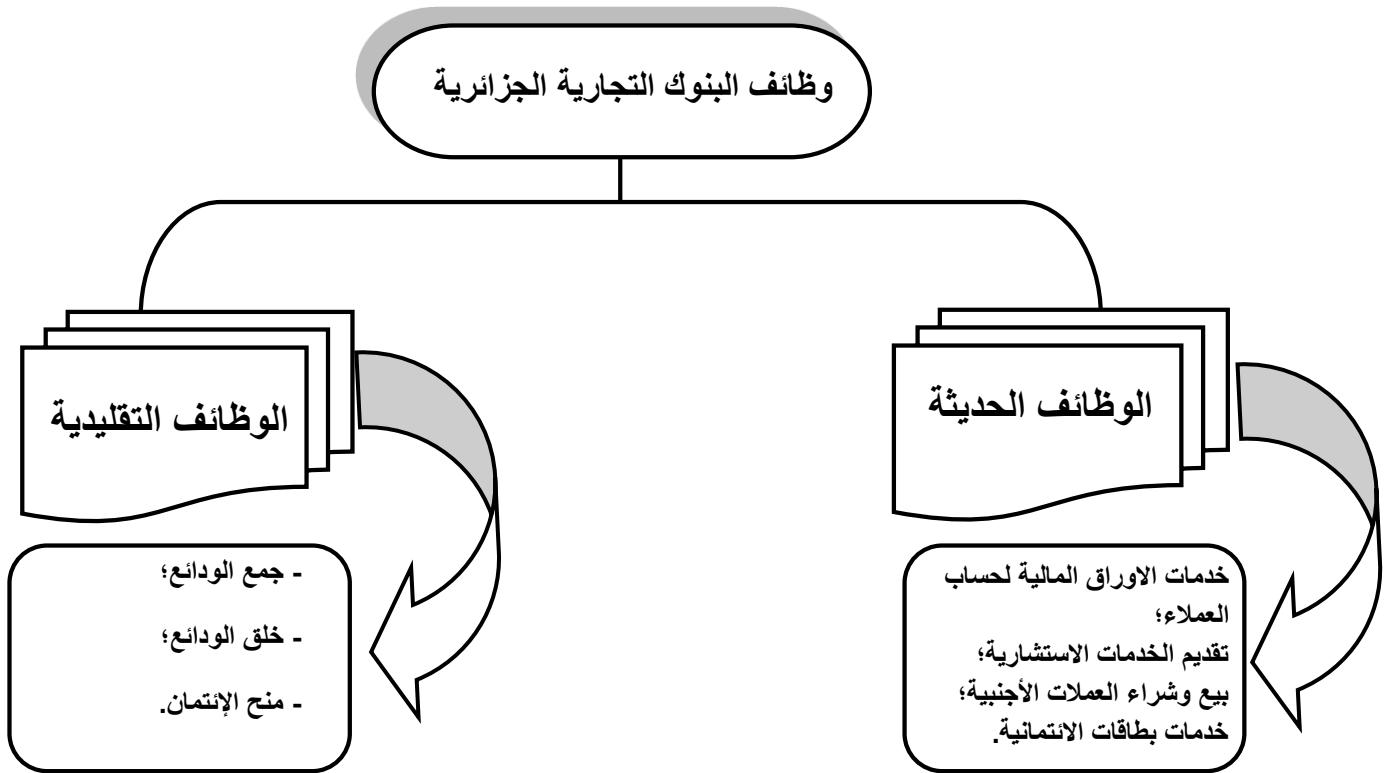 وظائف البنوك التجارية الجزائرية
الوظائف الحديثة
خدمات الاوراق المالية لحساب
العملاء؛
تقديم الخدمات الاستشارية؛
بيع وشراء العملات الأجنبية؛
خدمات بطاقات الائتمانية.
الوظائف التقليدية
- جمع الودائع؛
- خلق الودائع؛
- منح الإئتمان.